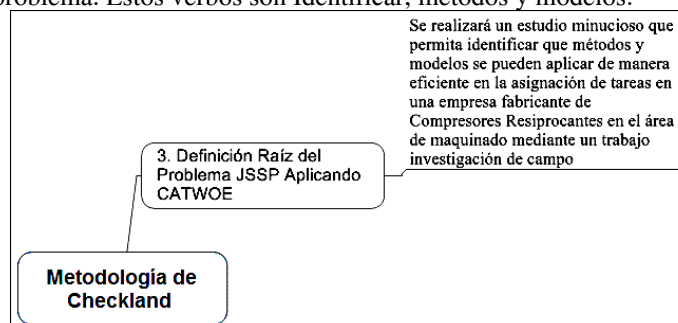 problema. Estos verbos son Identificar, métodos y modelos.
Se realizará un estudio minucioso que
permita identificar que métodos y
modelos se pueden aplicar de manera
eficiente en la asignación de tareas en
una empresa fabricante de
Compresores Resiprocantes en el área
de maquinado mediante un trabajo
investigación de campo
3. Definición Raíz del
Problema JSSP Aplicando
CATWOE
Metodología de
Checkland